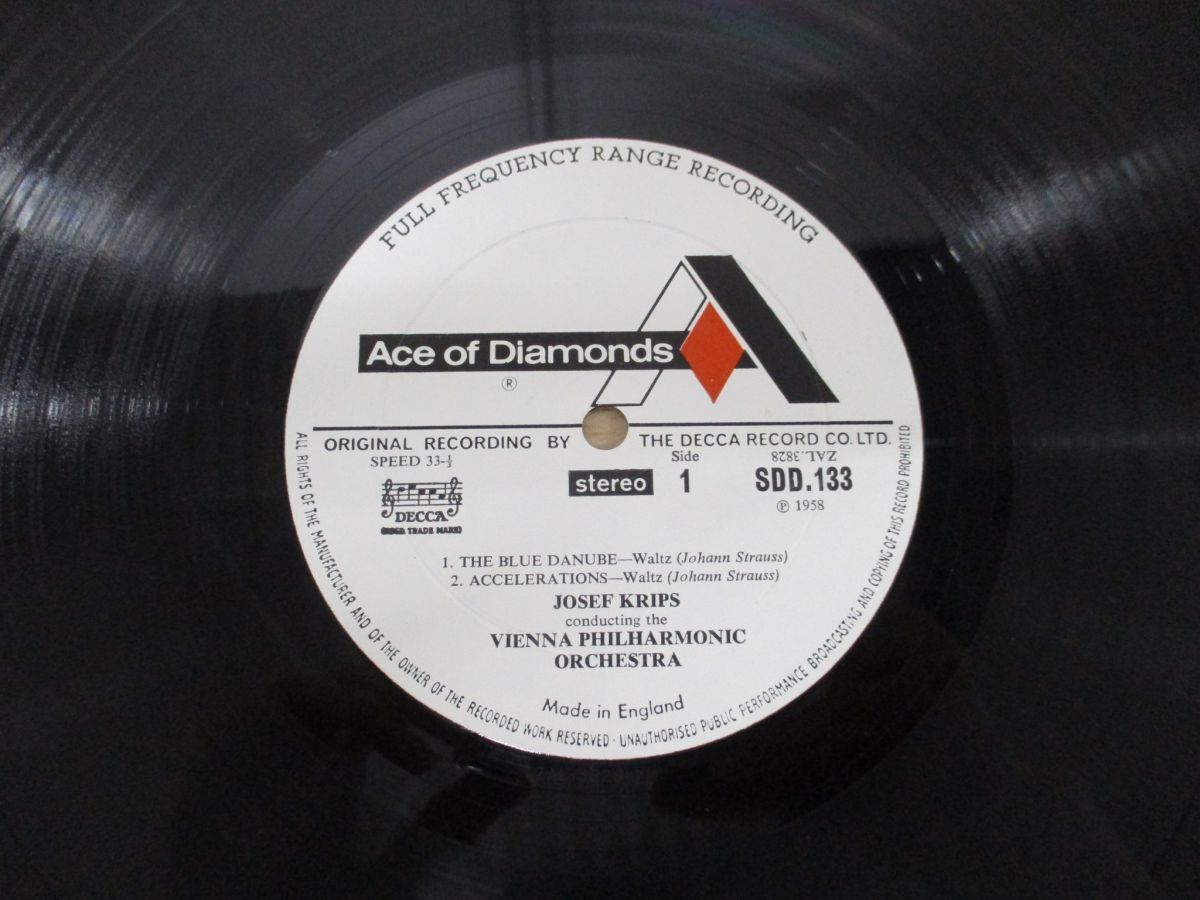 FULL FREQUENCY RANGE RECORDING
Ace of Diamonds
®
ORIGINAL RECORDING BY THE DECCA RECORD CO. LTD.
SPEED 33-⅓
Side
ZAL.3828
stereo 1 SDD.133
℗ 1958
DECCA
(REGD. TRADE MARK)
1. THE BLUE DANUBE—Waltz (Johann Strauss)
2. ACCELERATIONS—Waltz (Johann Strauss)
JOSEF KRIPS
conducting the
VIENNA PHILHARMONIC
ORCHESTRA
Made in England
ALL RIGHTS OF THE MANUFACTURER AND OF THE OWNER OF THE RECORDED WORK RESERVED · UNAUTHORISED PUBLIC PERFORMANCE BROADCASTING AND COPYING OF THIS RECORD PROHIBITED